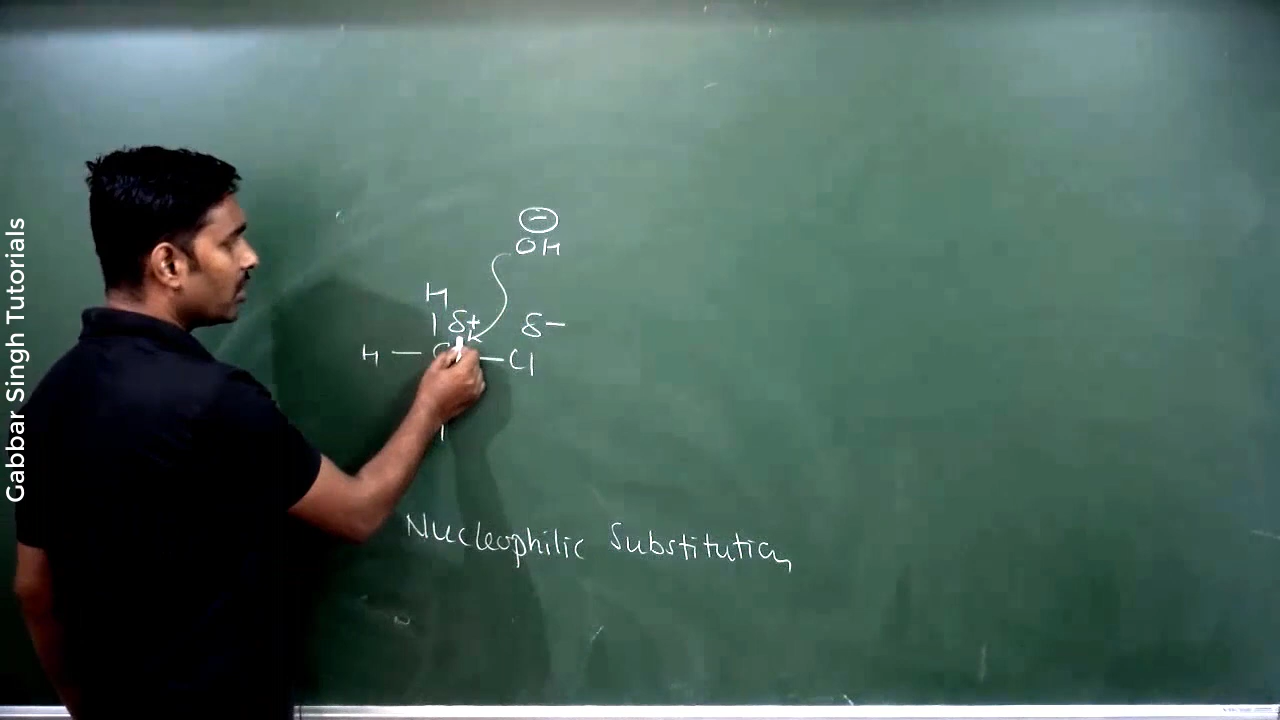 Gabbar Singh Tutorials
−
OH
H
δ+ δ−
H — C — Cl
Nucleophilic Substitution